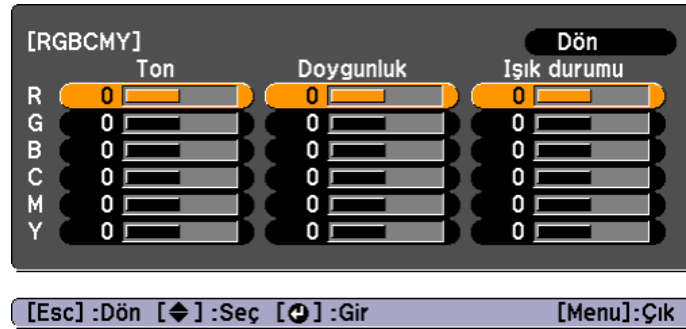 [RGBCMY] Dön
Ton Doygunluk Işık durumu
R 0 0 0
G 0 0 0
B 0 0 0
C 0 0 0
M 0 0 0
Y 0 0 0
[Esc] :Dön [◆] :Seç [↵] :Gir [Menu]:Çık